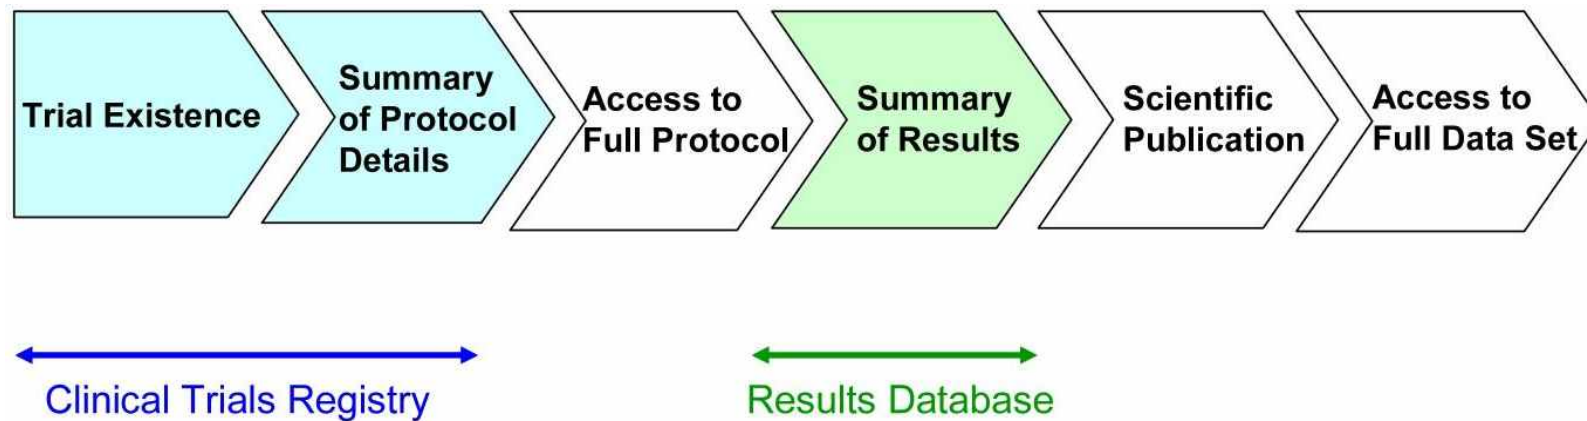 Trial Existence
Summary
of Protocol
Details
Access to
Full Protocol
Summary
of Results
Scientific
Publication
Access to
Full Data Set
Clinical Trials Registry
Results Database